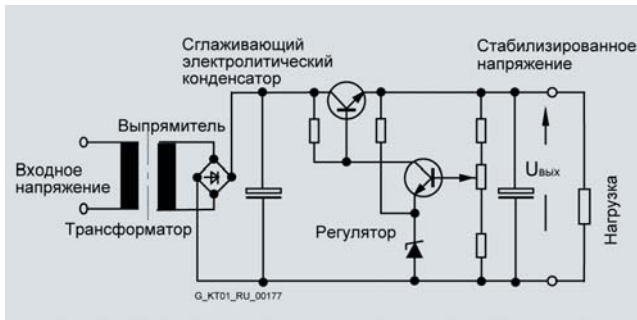 Сглаживающий
электролитический
конденсатор
Стабилизированное
напряжение
Выпрямитель
Входное
напряжение
Трансформатор
Регулятор
Uвых
Нагрузка
G_KT01_RU_00177